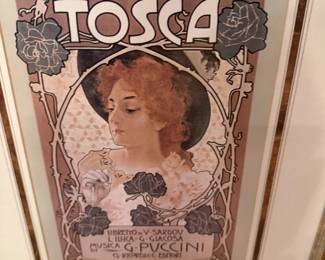 TOSCA
LIBRETTO DI V. SARDOU
L. ILLICA - G. GIACOSA
MUSICA DI G. PUCCINI
G. RICORDI & C. EDITORI